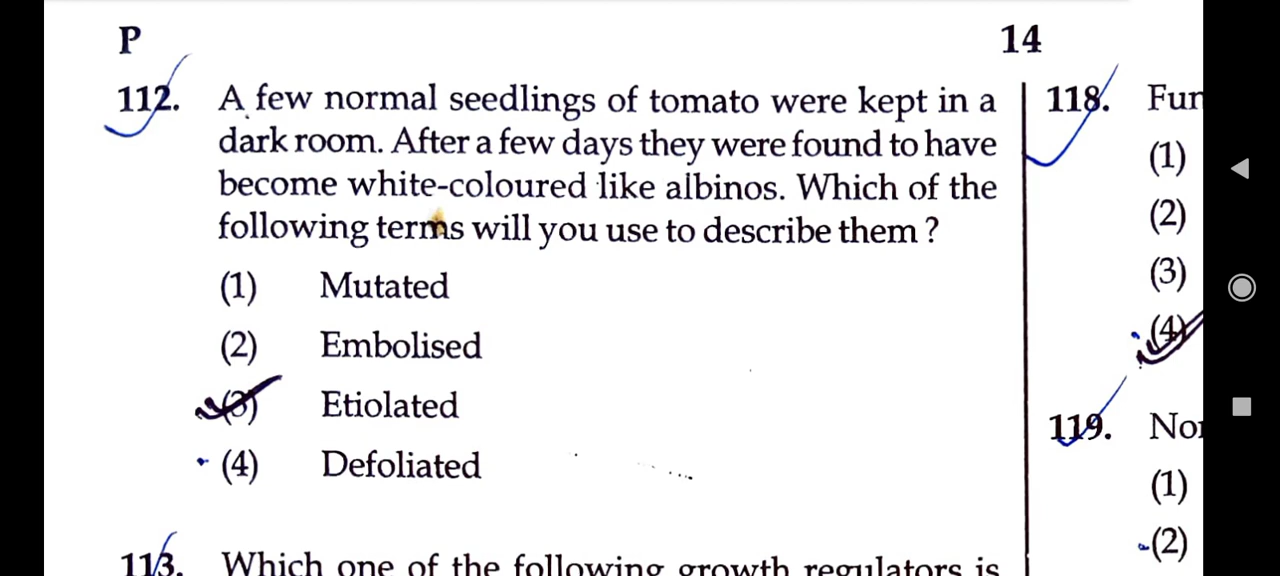 P
14
112. A few normal seedlings of tomato were kept in a
dark room. After a few days they were found to have
become white-coloured like albinos. Which of the
following terms will you use to describe them ?
(1) Mutated
(2) Embolised
(3) Etiolated
(4) Defoliated
113. Which one of the following growth regulators is
118. Fun
(1)
(2)
(3)
(4)
119. No
(1)
(2)